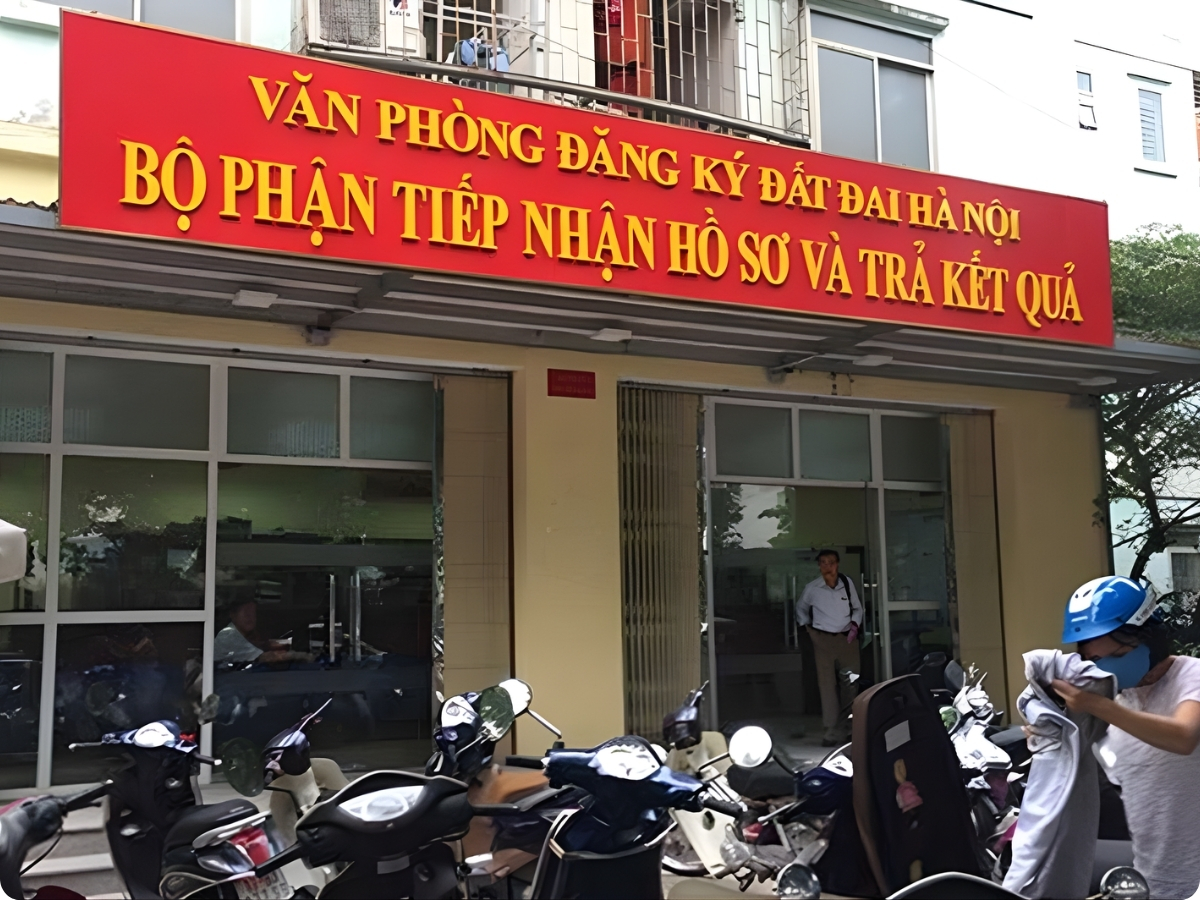 VĂN PHÒNG ĐĂNG KÝ ĐẤT ĐAI HÀ NỘI
BỘ PHẬN TIẾP NHẬN HỒ SƠ VÀ TRẢ KẾT QUẢ